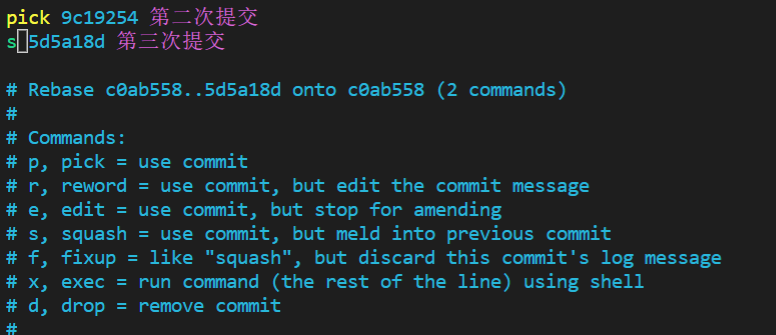 pick 9c19254 第二次提交
s 5d5a18d 第三次提交
# Rebase c0ab558..5d5a18d onto c0ab558 (2 commands)
#
# Commands:
# p, pick = use commit
# r, reword = use commit, but edit the commit message
# e, edit = use commit, but stop for amending
# s, squash = use commit, but meld into previous commit
# f, fixup = like "squash", but discard this commit's log message
# x, exec = run command (the rest of the line) using shell
# d, drop = remove commit
#